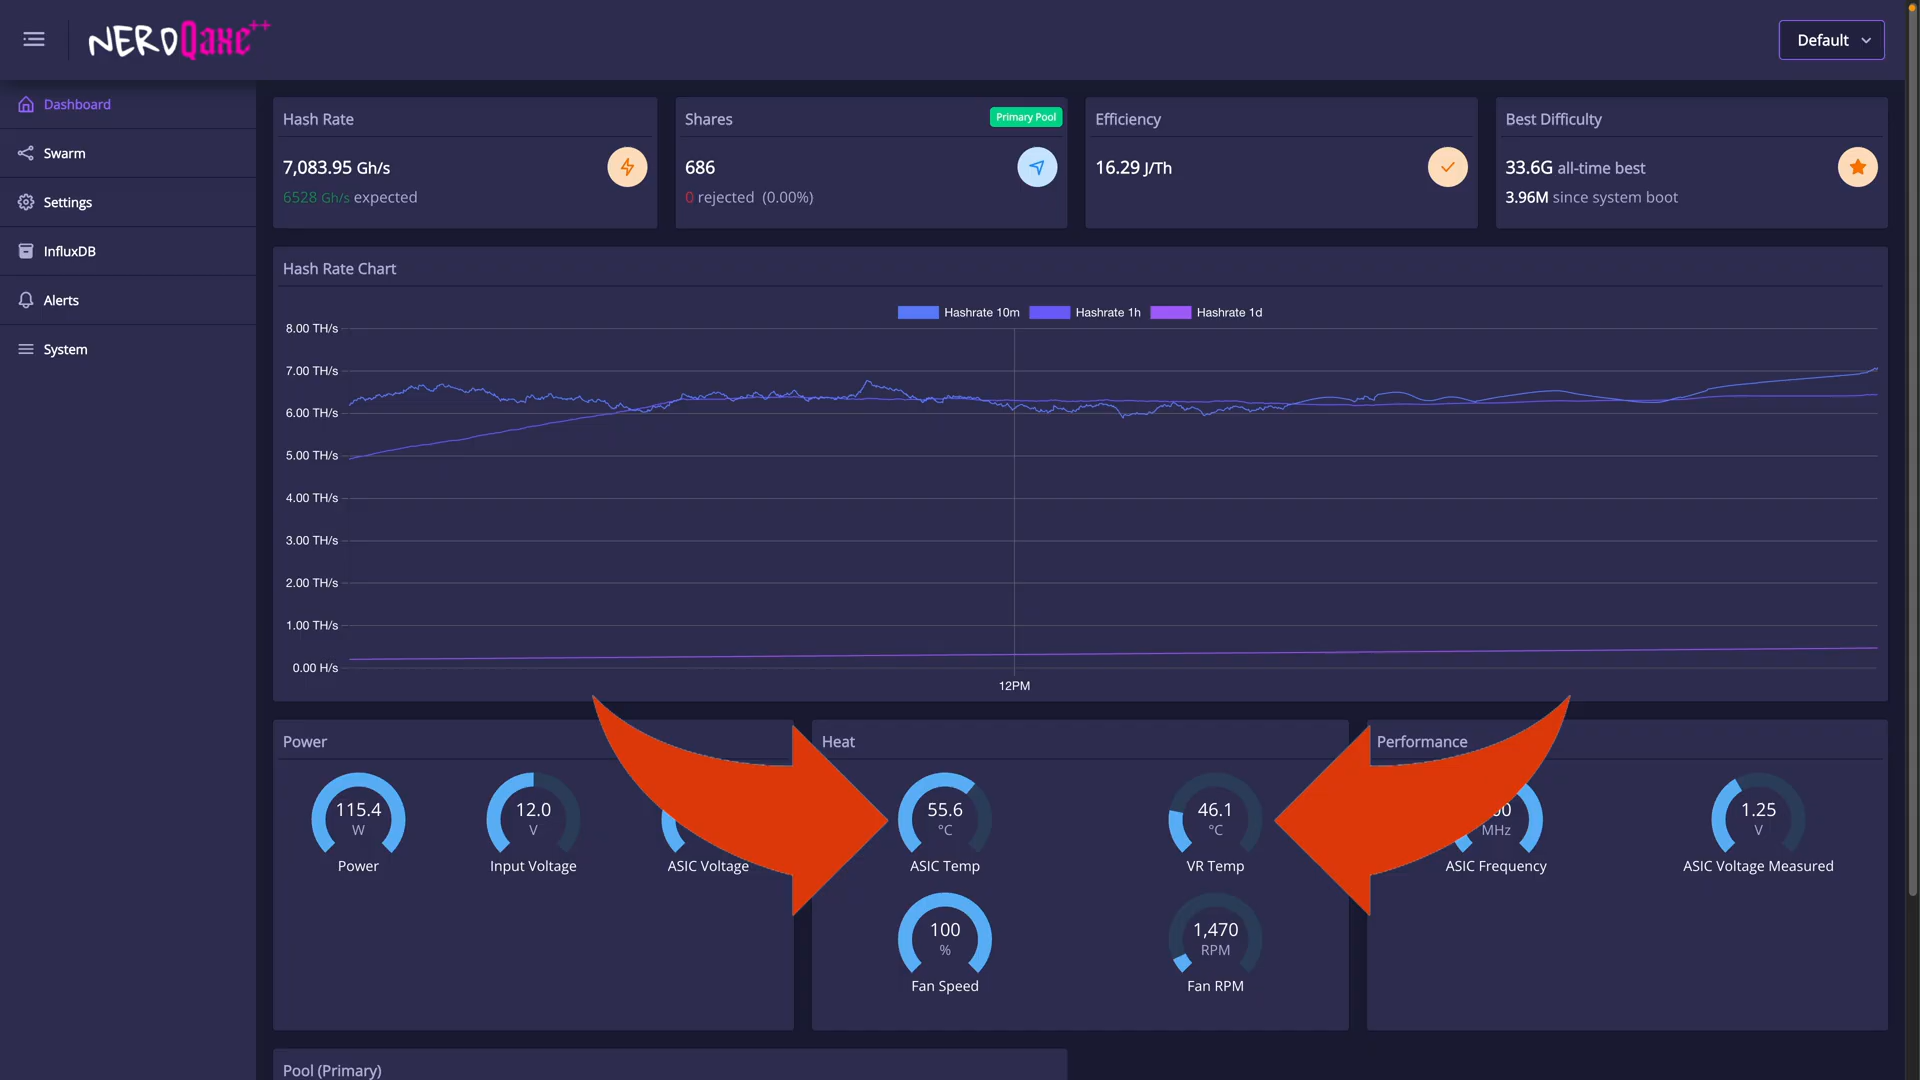 NERDQaxe++
Default
Dashboard
Swarm
Settings
InfluxDB
Alerts
System
Hash Rate
7,083.95 Gh/s
6528 Gh/s expected
Shares
Primary Pool
686
0 rejected (0.00%)
Efficiency
16.29 J/Th
Best Difficulty
33.6G all-time best
3.96M since system boot
Hash Rate Chart
Hashrate 10m Hashrate 1h Hashrate 1d
8.00 TH/s
7.00 TH/s
6.00 TH/s
5.00 TH/s
4.00 TH/s
3.00 TH/s
2.00 TH/s
1.00 TH/s
0.00 H/s
12PM
Power
115.4
W
Power
12.0
V
Input Voltage
ASIC Voltage
Heat
55.6
°C
ASIC Temp
46.1
°C
VR Temp
100
%
Fan Speed
1,470
RPM
Fan RPM
Performance
MHz
ASIC Frequency
1.25
V
ASIC Voltage Measured
Pool (Primary)